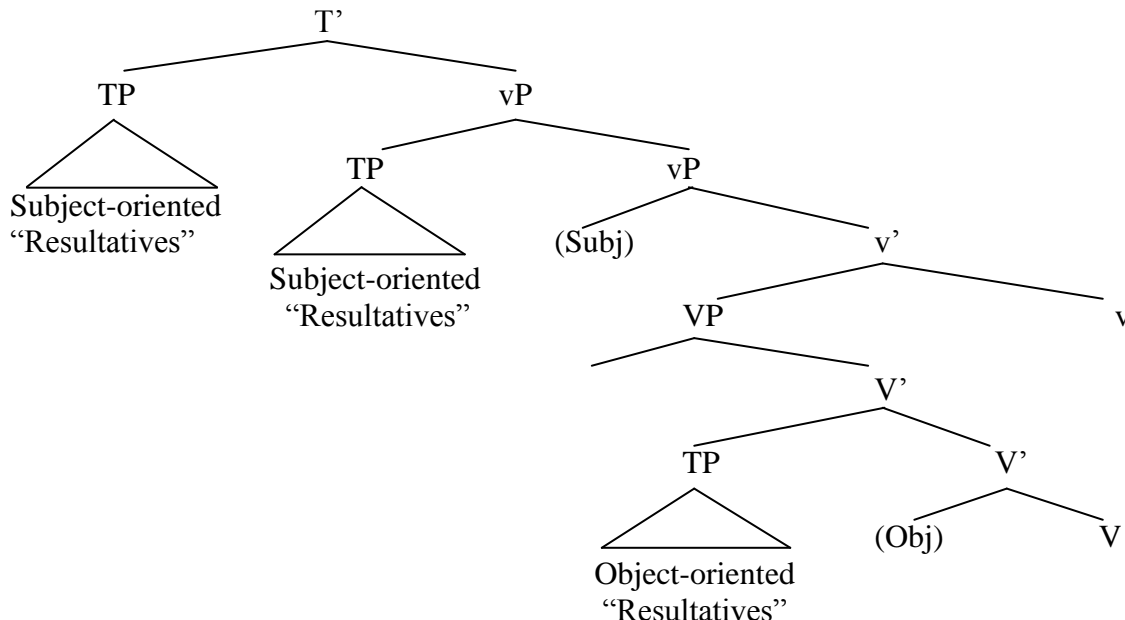 T’
TP vP
TP vP
Subject-oriented
“Resultatives”
(Subj) v’
Subject-oriented
“Resultatives”
VP v
V’
TP V’
(Obj) V
Object-oriented
“Resultatives”